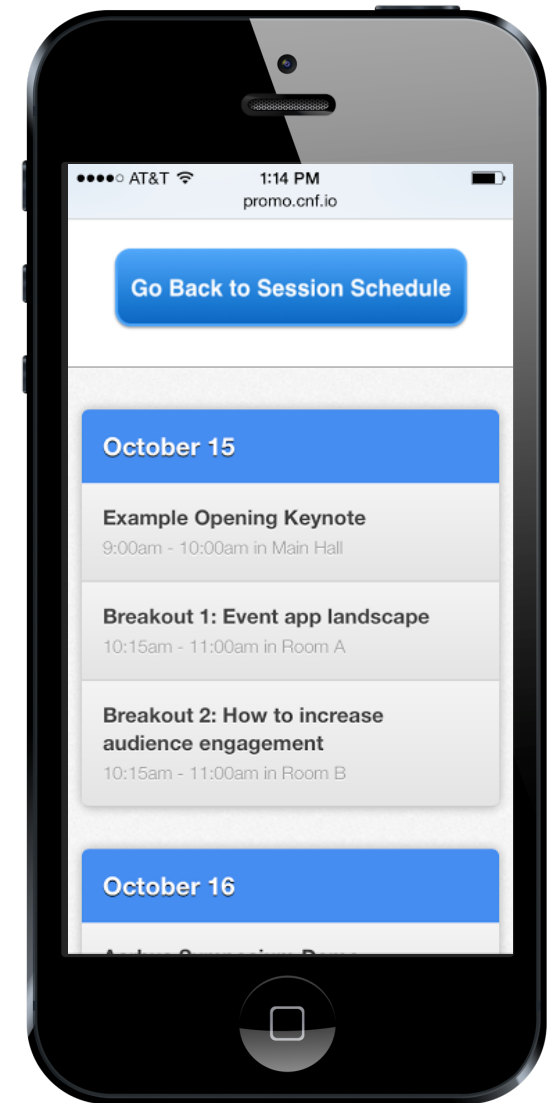 AT&T 1:14 PM
promo.cnf.io
Go Back to Session Schedule
October 15
Example Opening Keynote
9:00am - 10:00am in Main Hall
Breakout 1: Event app landscape
10:15am - 11:00am in Room A
Breakout 2: How to increase
audience engagement
10:15am - 11:00am in Room B
October 16